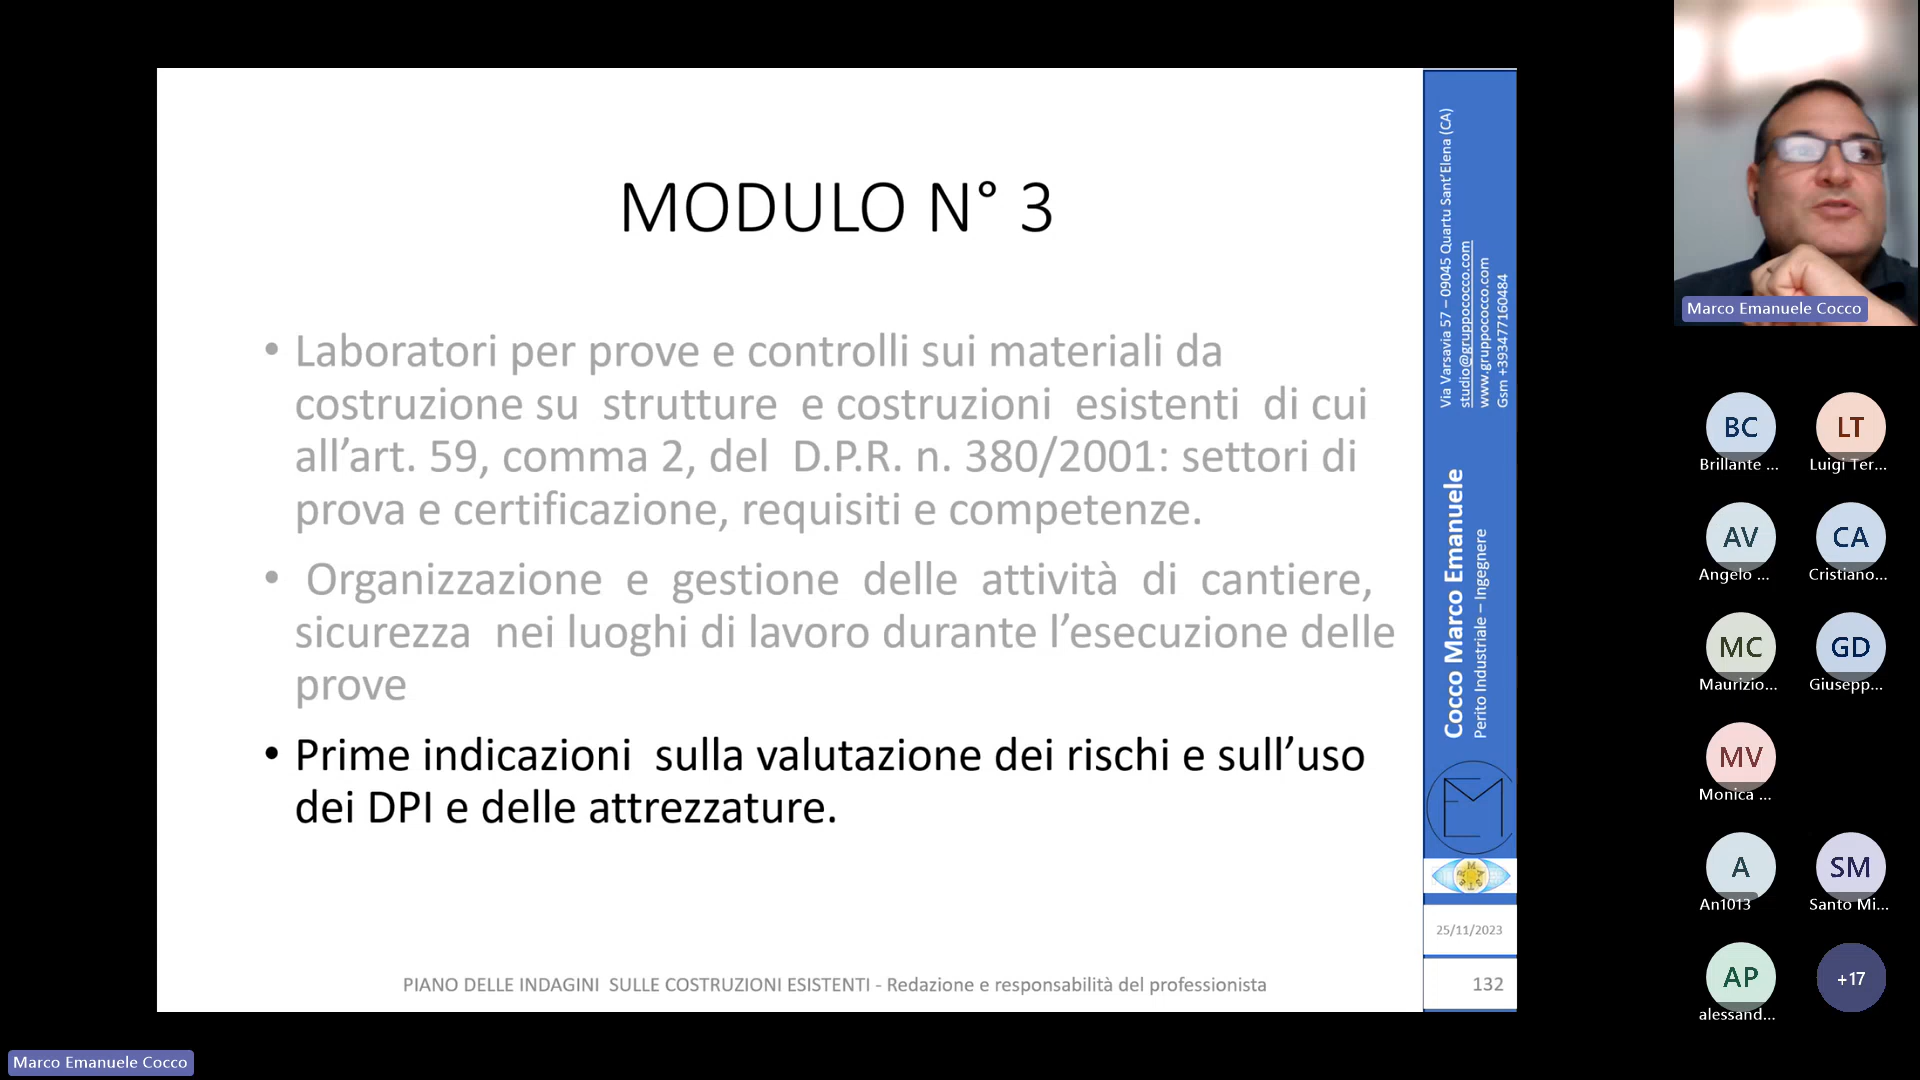 MODULO N° 3
• Laboratori per prove e controlli sui materiali da
costruzione su strutture e costruzioni esistenti di cui
all’art. 59, comma 2, del D.P.R. n. 380/2001: settori di
prova e certificazione, requisiti e competenze.
• Organizzazione e gestione delle attività di cantiere,
sicurezza nei luoghi di lavoro durante l’esecuzione delle
prove
• Prime indicazioni sulla valutazione dei rischi e sull’uso
dei DPI e delle attrezzature.
PIANO DELLE INDAGINI SULLE COSTRUZIONI ESISTENTI - Redazione e responsabilità del professionista
Via Varsavia 57 – 09045 Quartu Sant’Elena (CA)
studio@gruppococco.com
www.gruppococco.com
Gsm +393477160484
Cocco Marco Emanuele
Perito Industriale – Ingegnere
25/11/2023
132
Marco Emanuele Cocco
BC
Brillante ...
LT
Luigi Ter...
AV
Angelo ...
CA
Cristiano...
MC
Maurizio...
GD
Giusepp...
MV
Monica ...
A
An1013
SM
Santo Mi...
AP
alessand...
+17
Marco Emanuele Cocco